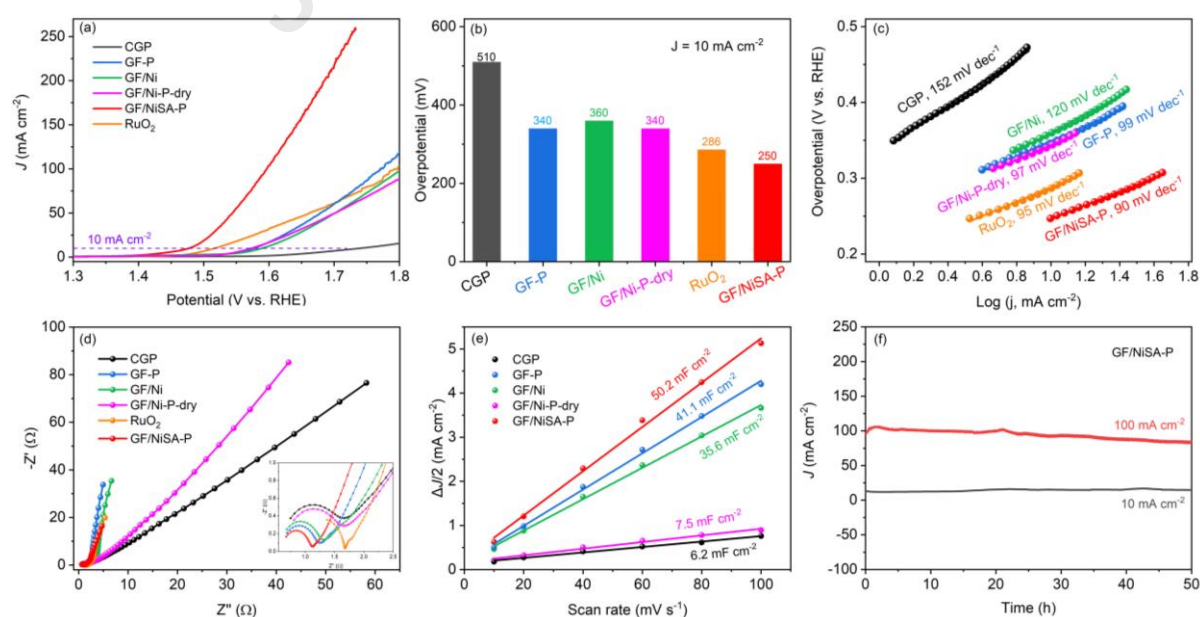 (a)
CGP
GF-P
GF/Ni
GF/Ni-P-dry
GF/NiSA-P
RuO2
10 mA cm-2
J (mA cm-2)
250
200
150
100
50
0
1.3 1.4 1.5 1.6 1.7 1.8
Potential (V vs. RHE)
(b)
J = 10 mA cm-2
Overpotential (mV)
600
400
200
0
510
340
360
340
286
250
CGP
GF-P
GF/Ni
GF/Ni-P-dry
RuO2
GF/NiSA-P
(c)
Overpotential (V vs. RHE)
0.5
0.4
0.3
0.2
CGP, 152 mV dec-1
GF/Ni, 120 mV dec-1
GF-P, 99 mV dec-1
GF/Ni-P-dry, 97 mV dec-1
RuO2, 95 mV dec-1
GF/NiSA-P, 90 mV dec-1
0.0 0.4 0.8 1.2 1.6
Log (j, mA cm-2)
(d)
CGP
GF-P
GF/Ni
GF/Ni-P-dry
RuO2
GF/NiSA-P
-Z' (Ω)
100
80
60
40
20
0
0 10 20 30 40 50 60
Z'' (Ω)
(e)
CGP
GF-P
GF/Ni
GF/Ni-P-dry
GF/NiSA-P
50.2 mF cm-2
41.1 mF cm-2
35.6 mF cm-2
7.5 mF cm-2
6.2 mF cm-2
ΔJ/2 (mA cm-2)
6
5
4
3
2
1
0
20 40 60 80 100
Scan rate (mV s-1)
(f)
GF/NiSA-P
100 mA cm-2
10 mA cm-2
J (mA cm-2)
250
200
150
100
50
0
-50
-100
0 10 20 30 40 50
Time (h)